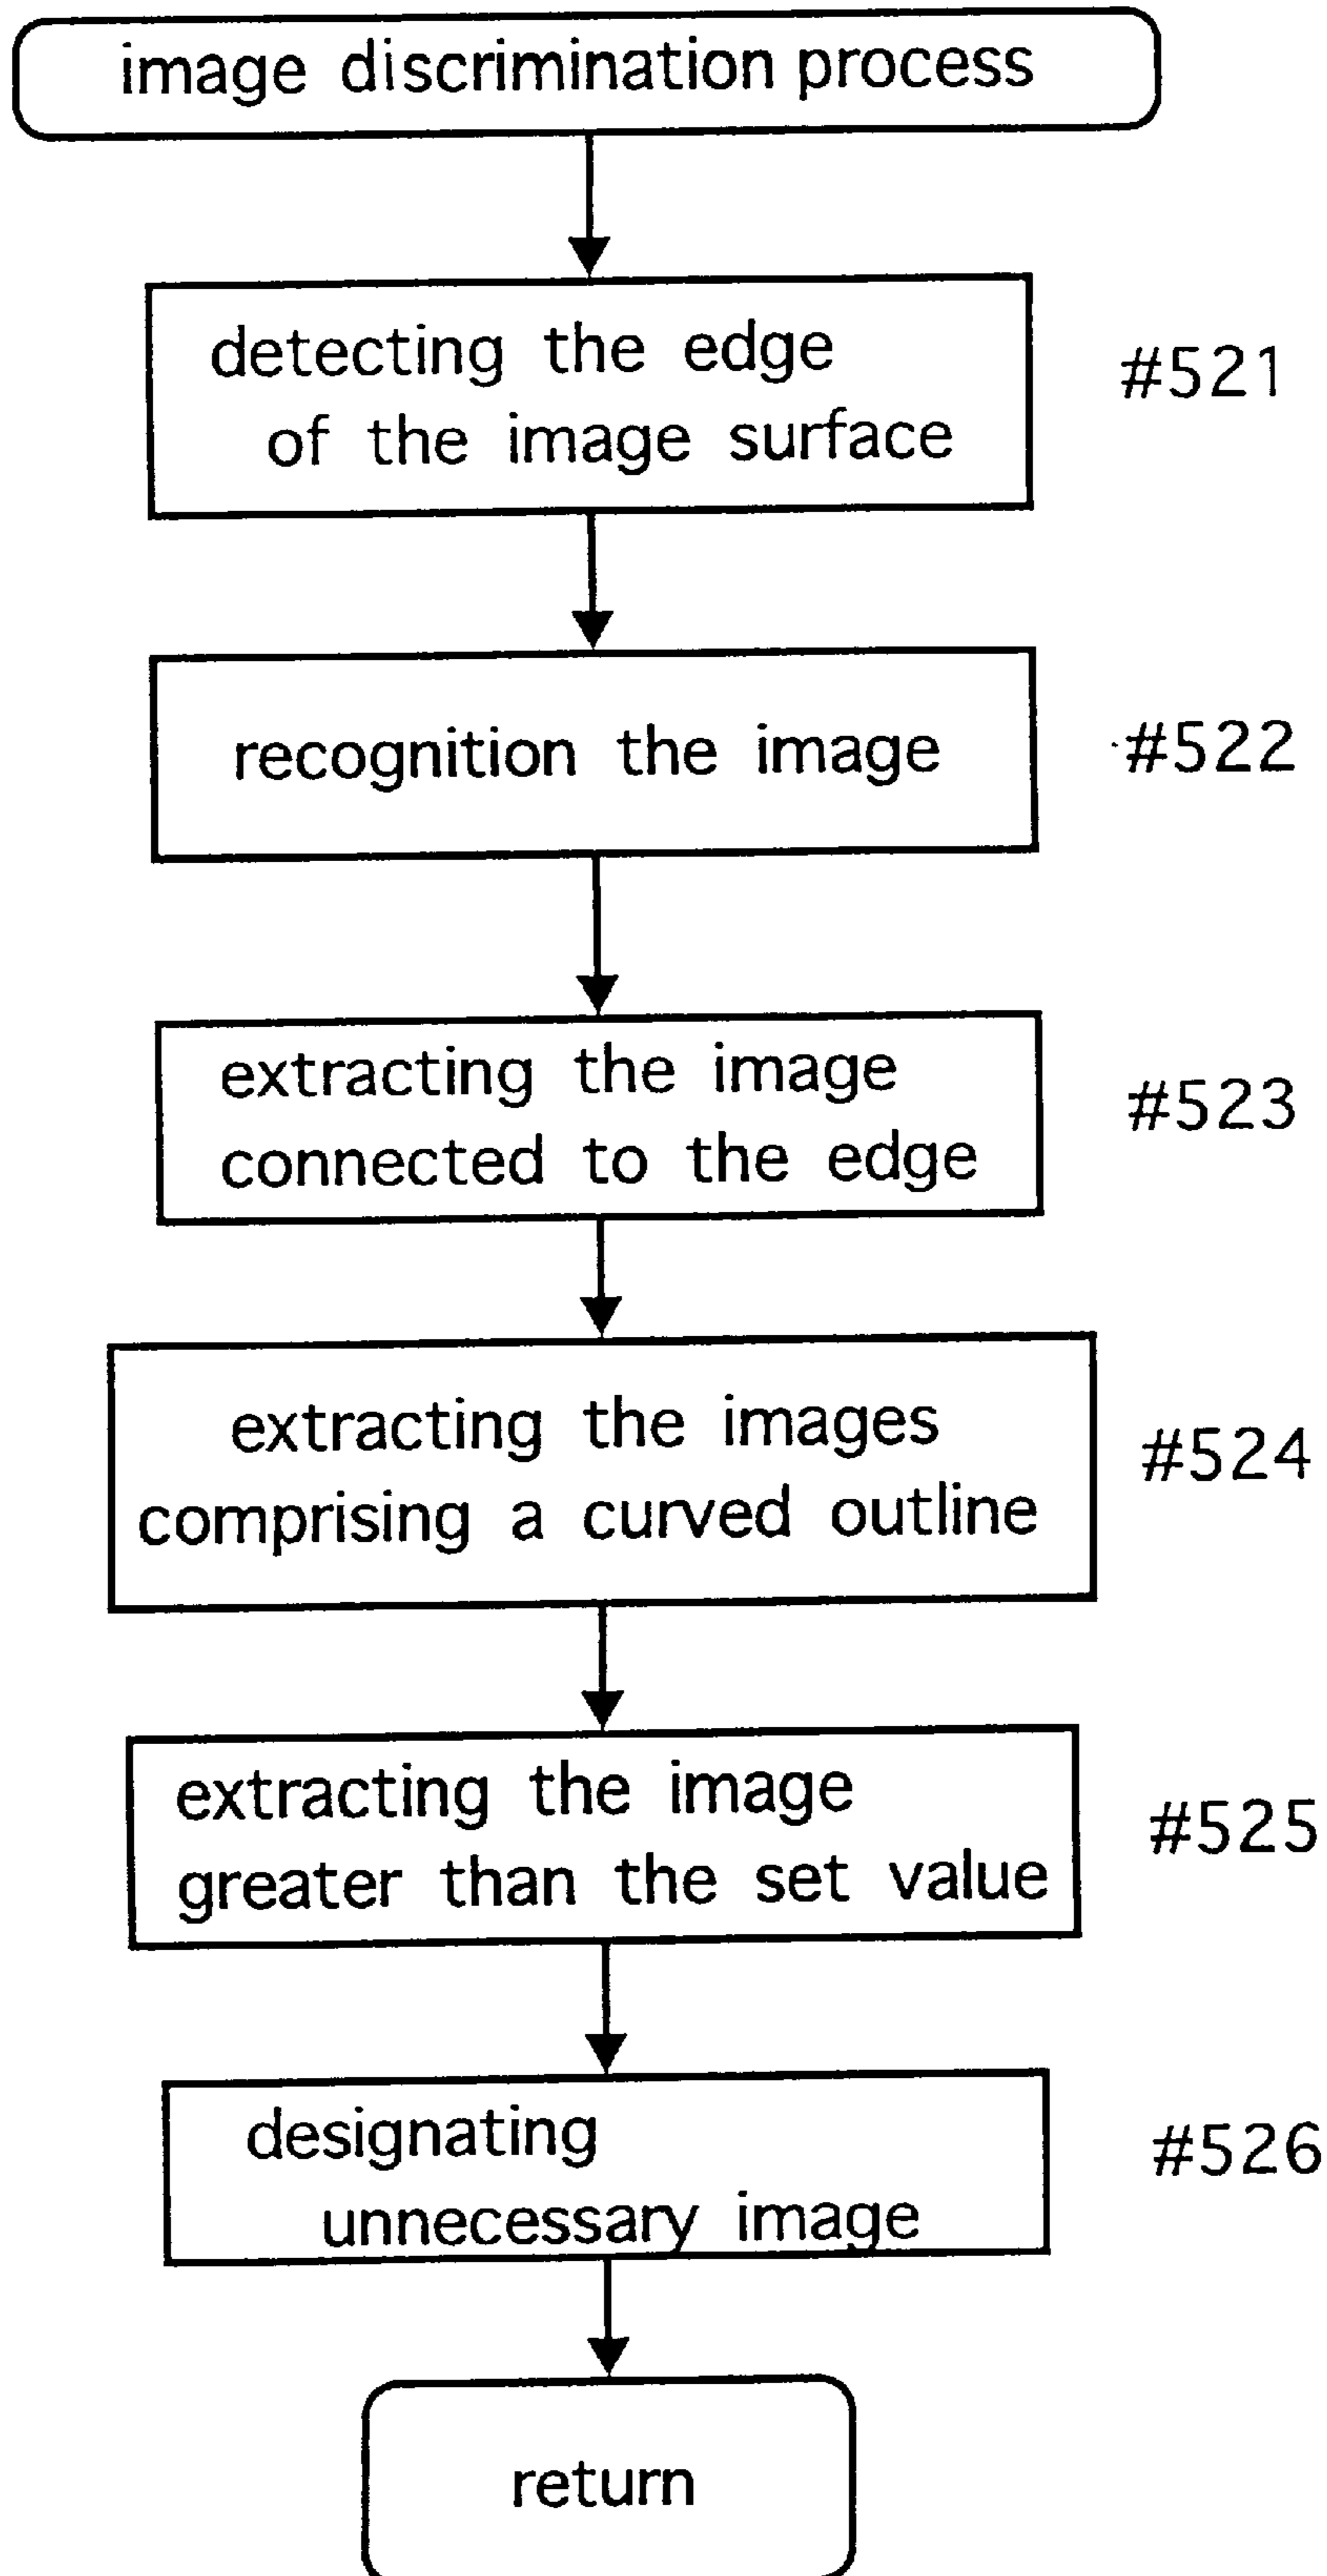 image discrimination process
detecting the edge
of the image surface
#521
recognition the image
#522
extracting the image
connected to the edge
#523
extracting the images
comprising a curved outline
#524
extracting the image
greater than the set value
#525
designating
unnecessary image
#526
return